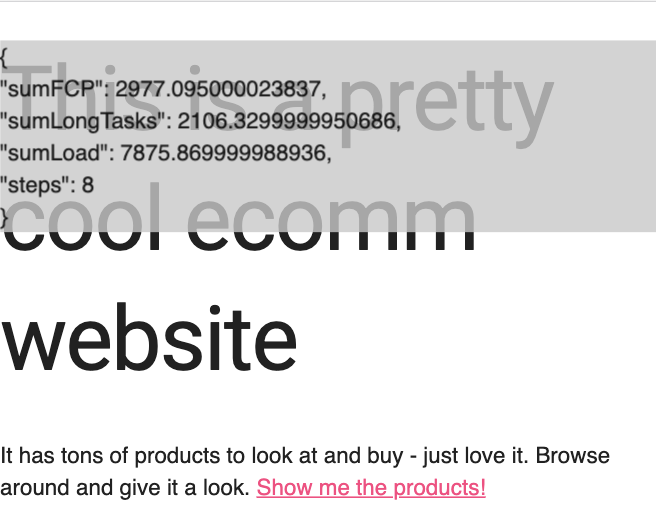 {
"sumFCP": 2977.095000023837,
"sumLongTasks": 2106.3299999950686,
"sumLoad": 7875.869999988936,
"steps": 8
}
This is a pretty
cool ecomm
website
It has tons of products to look at and buy - just love it. Browse
around and give it a look. Show me the products!